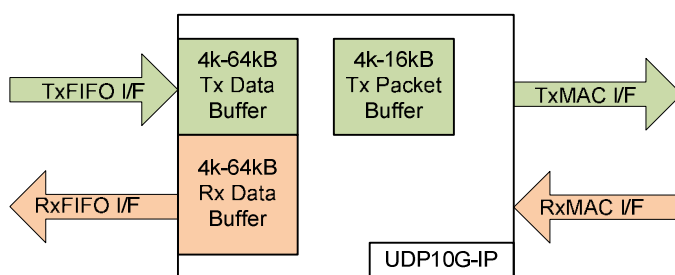 4k-64kB
Tx Data
Buffer
4k-16kB
Tx Packet
Buffer
TxFIFO I/F
TxMAC I/F
4k-64kB
Rx Data
Buffer
RxFIFO I/F
RxMAC I/F
UDP10G-IP